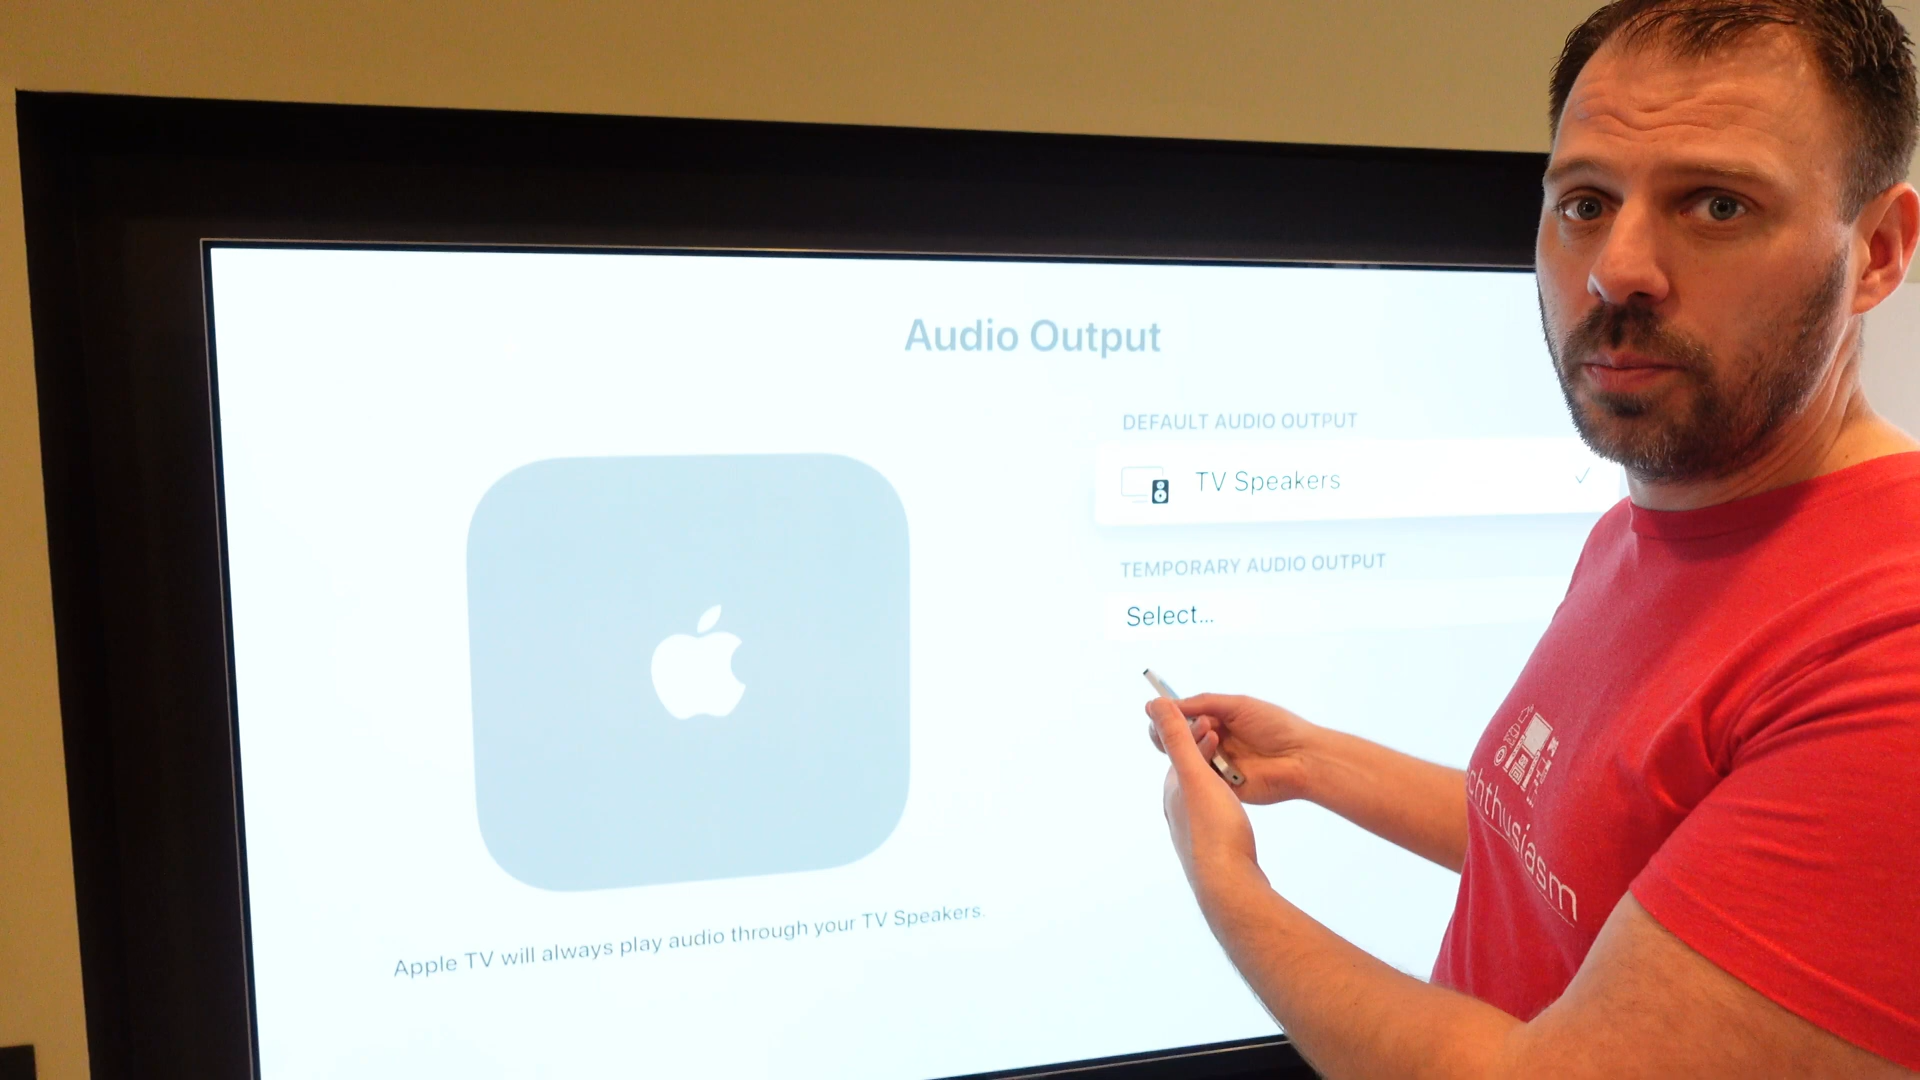 Audio Output
DEFAULT AUDIO OUTPUT
TV Speakers
TEMPORARY AUDIO OUTPUT
Select...
Apple TV will always play audio through your TV Speakers.
chthusiasm